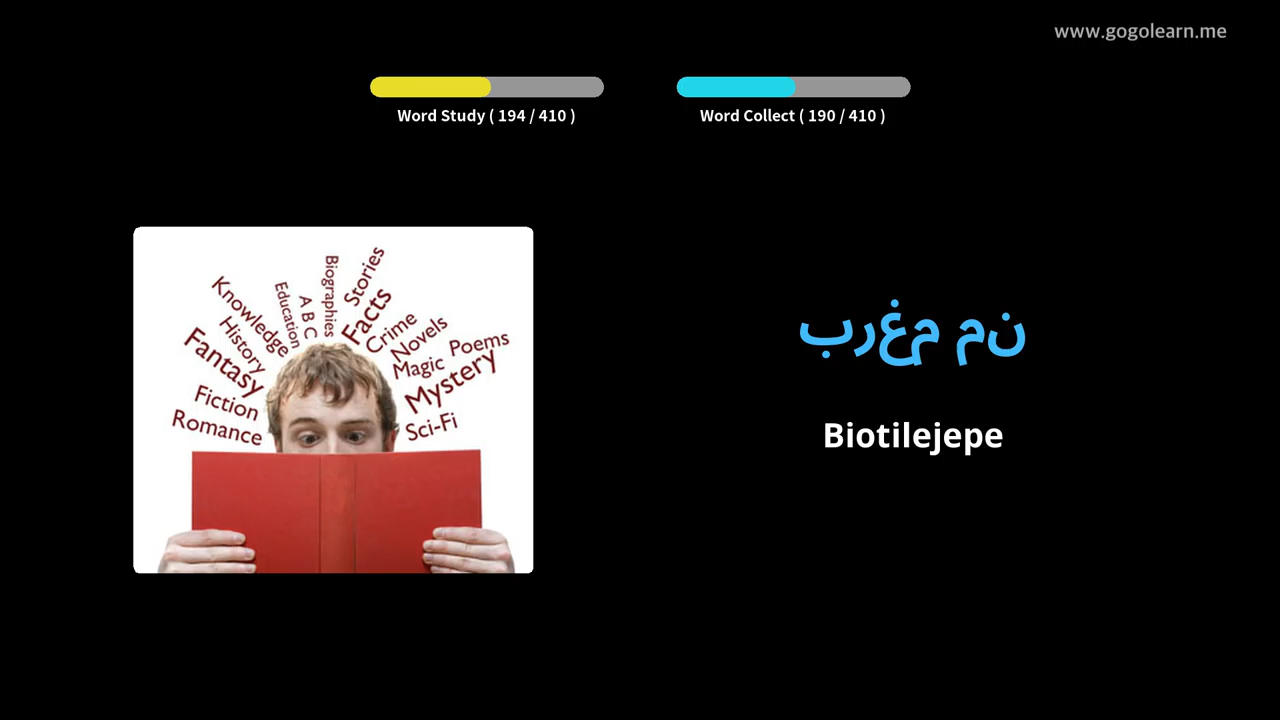 www.gogolearn.me
Word Study ( 194 / 410 )
Word Collect ( 190 / 410 )
Knowledge
History
Fantasy
Fiction
Romance
Education
A B C
Biographies
Stories
Facts
Crime
Novels
Magic
Poems
Mystery
Sci-Fi
برغم من
Biotilejepe